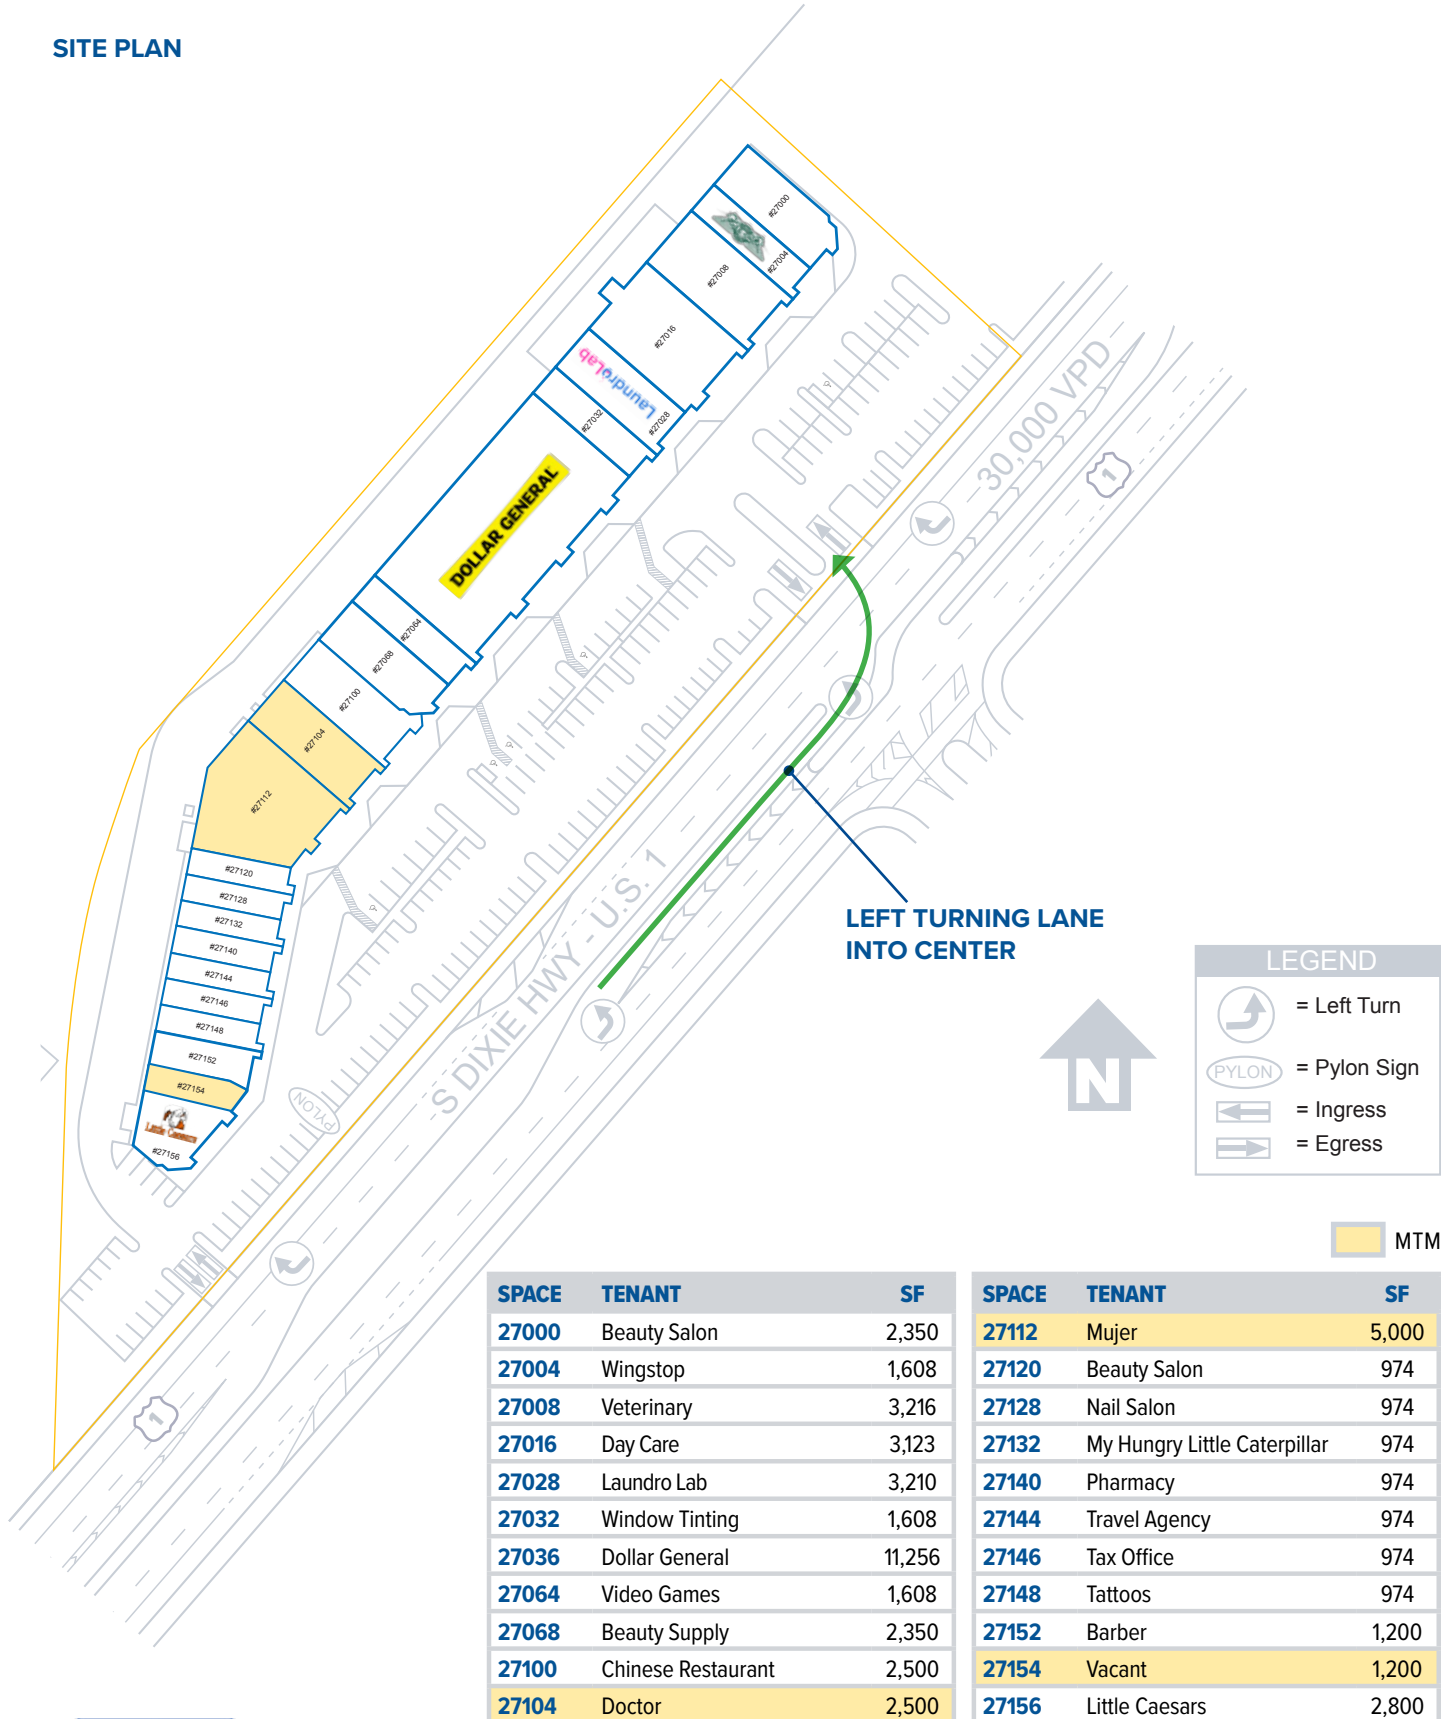 SITE PLAN
#27000
#27004
#27008
#27016
LaundroLab
#27028
#27032
DOLLAR GENERAL
#27064
#27068
#27100
#27104
#27112
#27120
#27128
#27132
#27140
#27144
#27146
#27148
#27152
#27154
Little Caesars
#27156
30,000 VPD
1
S DIXIE HWY - U.S. 1
PYLON
1
LEFT TURNING LANE
INTO CENTER
N
LEGEND
= Left Turn
PYLON = Pylon Sign
= Ingress
= Egress
MTM
SPACE TENANT SF
27000 Beauty Salon 2,350
27004 Wingstop 1,608
27008 Veterinary 3,216
27016 Day Care 3,123
27028 Laundro Lab 3,210
27032 Window Tinting 1,608
27036 Dollar General 11,256
27064 Video Games 1,608
27068 Beauty Supply 2,350
27100 Chinese Restaurant 2,500
27104 Doctor 2,500
SPACE TENANT SF
27112 Mujer 5,000
27120 Beauty Salon 974
27128 Nail Salon 974
27132 My Hungry Little Caterpillar 974
27140 Pharmacy 974
27144 Travel Agency 974
27146 Tax Office 974
27148 Tattoos 974
27152 Barber 1,200
27154 Vacant 1,200
27156 Little Caesars 2,800